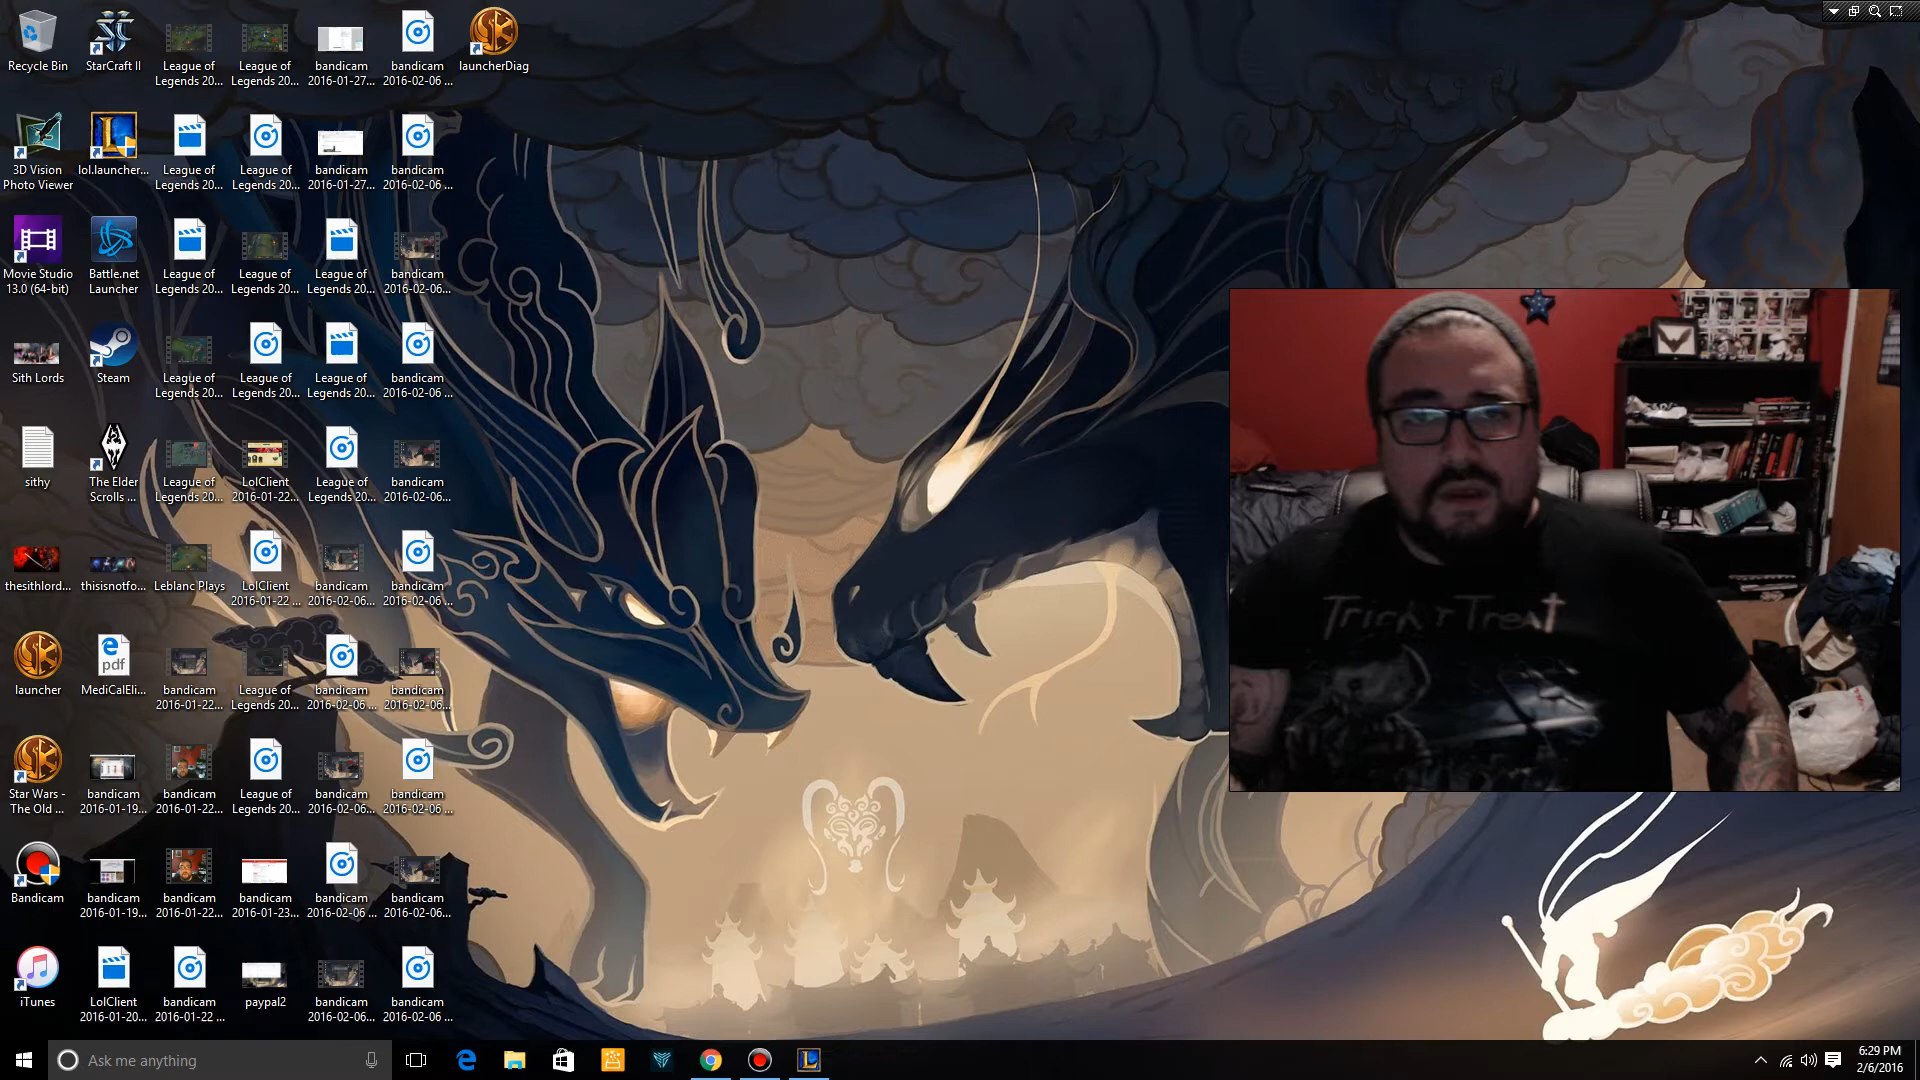 Recycle Bin
StarCraft II
League of
Legends 20...
League of
Legends 20...
bandicam
2016-01-27...
bandicam
2016-02-06 ...
launcherDiag
3D Vision
Photo Viewer
lol.launcher...
League of
Legends 20...
League of
Legends 20...
bandicam
2016-01-27...
bandicam
2016-02-06 ...
Movie Studio
13.0 (64-bit)
Battle.net
Launcher
League of
Legends 20...
League of
Legends 20...
League of
Legends 20...
bandicam
2016-02-06...
Sith Lords
Steam
League of
Legends 20...
League of
Legends 20...
League of
Legends 20...
bandicam
2016-02-06 ...
sithy
The Elder
Scrolls ...
League of
Legends 20...
LolClient
2016-01-22...
League of
Legends 20...
bandicam
2016-02-06...
thesithlord...
thisisnotfo...
Leblanc Plays
LolClient
2016-01-22 ...
bandicam
2016-02-06...
bandicam
2016-02-06 ...
launcher
pdf
MediCalEli...
bandicam
2016-01-22...
League of
Legends 20...
bandicam
2016-02-06 ...
bandicam
2016-02-06...
Star Wars -
The Old ...
bandicam
2016-01-19...
bandicam
2016-01-22...
League of
Legends 20...
bandicam
2016-02-06...
bandicam
2016-02-06 ...
Bandicam
bandicam
2016-01-19...
bandicam
2016-01-22...
bandicam
2016-01-23...
bandicam
2016-02-06 ...
bandicam
2016-02-06...
iTunes
LolClient
2016-01-20...
bandicam
2016-01-22 ...
paypal2
bandicam
2016-02-06...
bandicam
2016-02-06 ...
Trick r Treat
Ask me anything
6:29 PM
2/6/2016